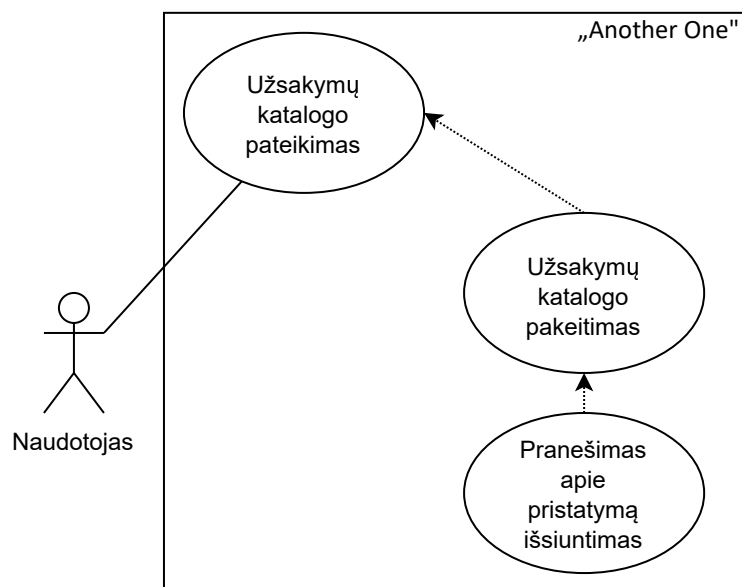 „Another One"
Užsakymų
katalogo
pateikimas
Užsakymų
katalogo
pakeitimas
Naudotojas
Pranešimas
apie
pristatymą
išsiuntimas